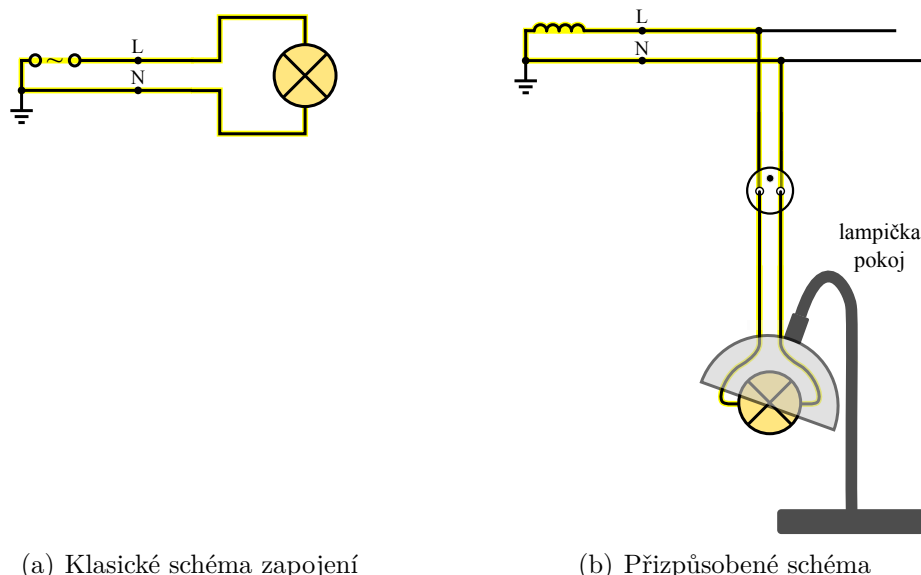 L
N
~
(a) Klasické schéma zapojení
L
N
lampička
pokoj
(b) Přizpůsobené schéma